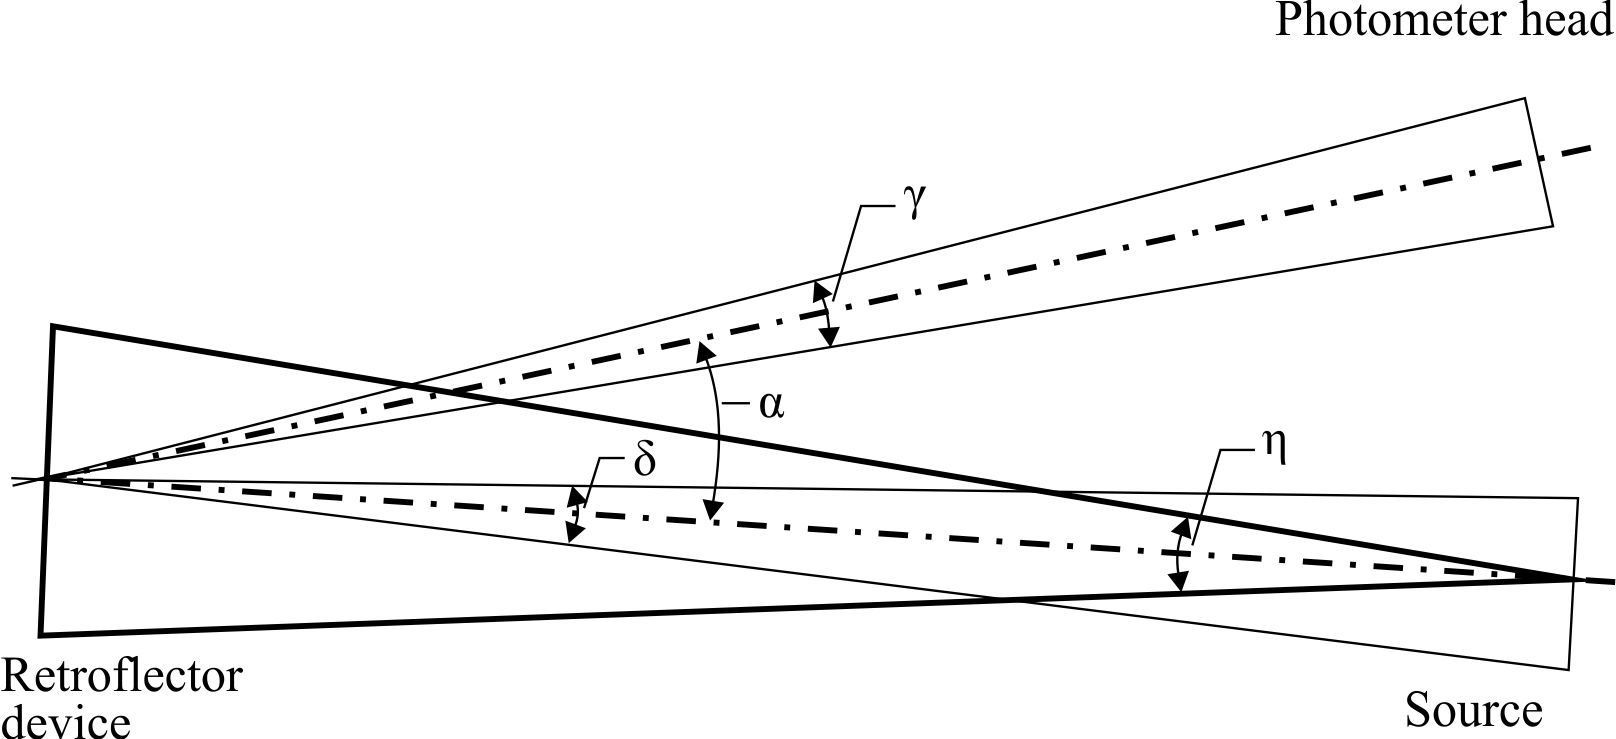 Photometer head
γ
α
δ
η
Retroflector
device
Source